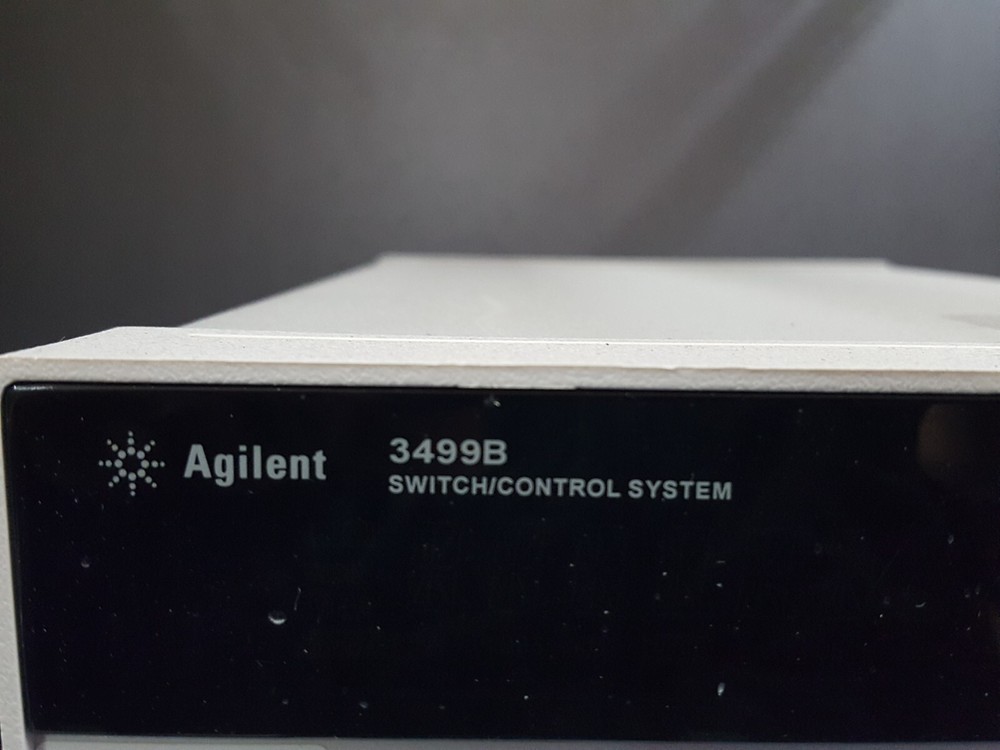 Agilent
3499B
SWITCH/CONTROL SYSTEM